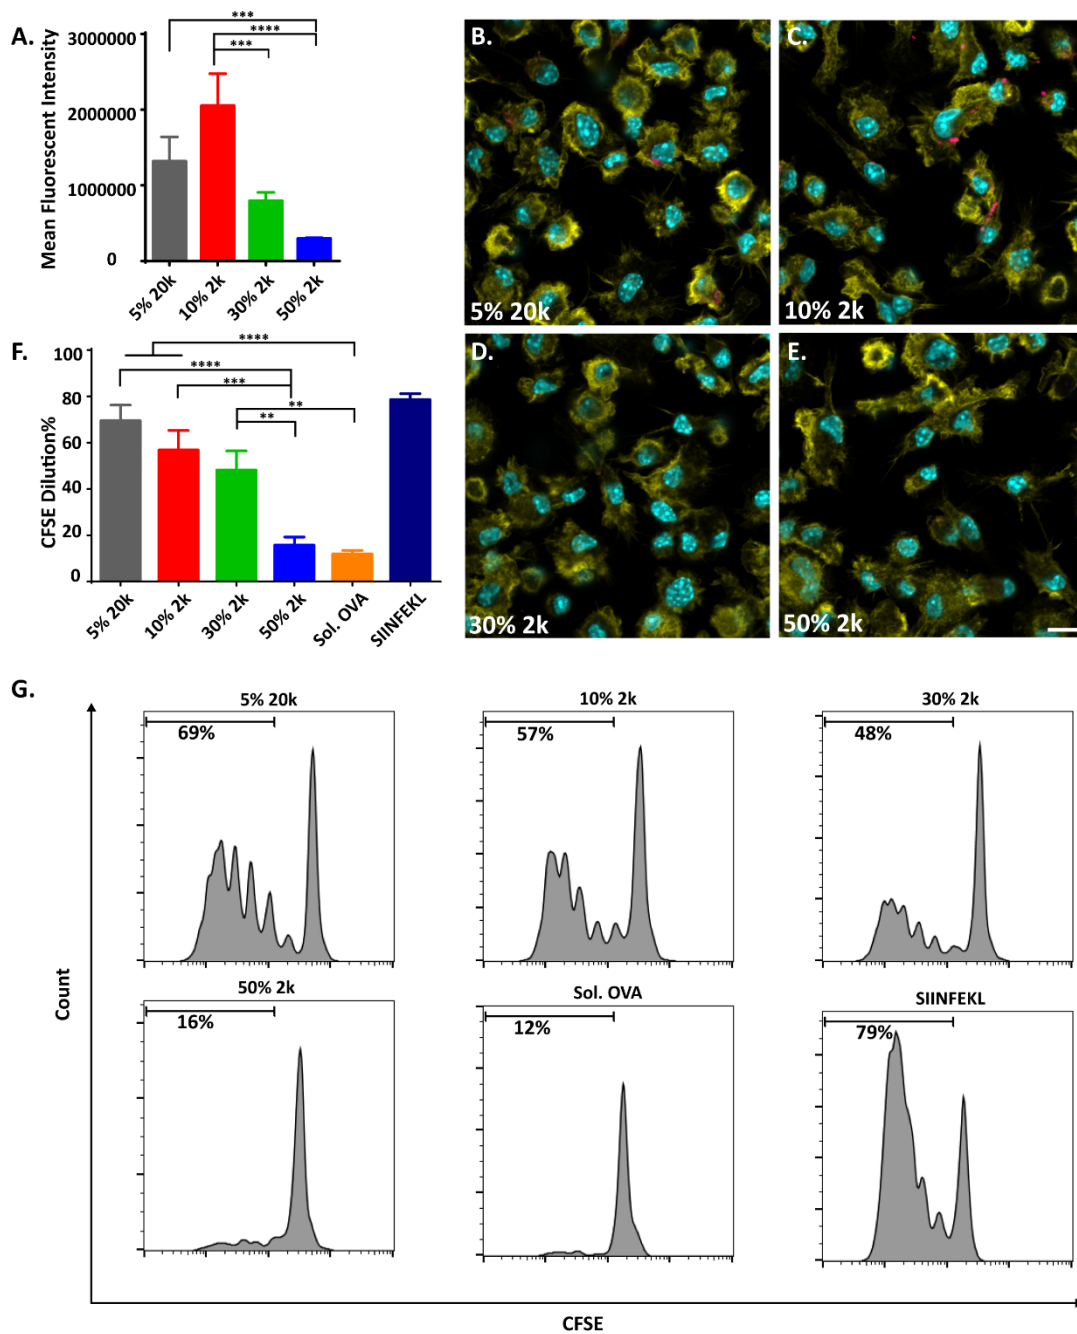 A.
***
****
***
3000000
2000000
1000000
0
Mean Fluorescent Intensity
5% 20k
10% 2k
30% 2k
50% 2k
B.
5% 20k
C.
10% 2k
D.
30% 2k
E.
50% 2k
F.
****
****
***
**
**
100
80
60
40
20
0
CFSE Dilution%
5% 20k
10% 2k
30% 2k
50% 2k
Sol. OVA
SIINFEKL
G.
5% 20k
69%
10% 2k
57%
30% 2k
48%
50% 2k
16%
Sol. OVA
12%
SIINFEKL
79%
Count
CFSE